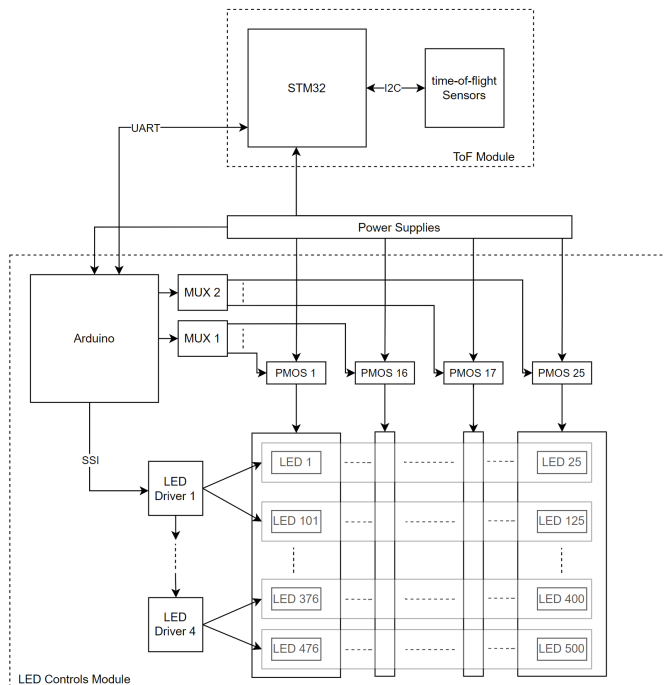 STM32
I2C
time-of-flight
Sensors
UART
ToF Module
Power Supplies
Arduino
MUX 2
MUX 1
PMOS 1
PMOS 16
PMOS 17
PMOS 25
SSI
LED
Driver 1
LED 1
LED 25
LED 101
LED 125
LED
Driver 4
LED 376
LED 400
LED 476
LED 500
LED Controls Module